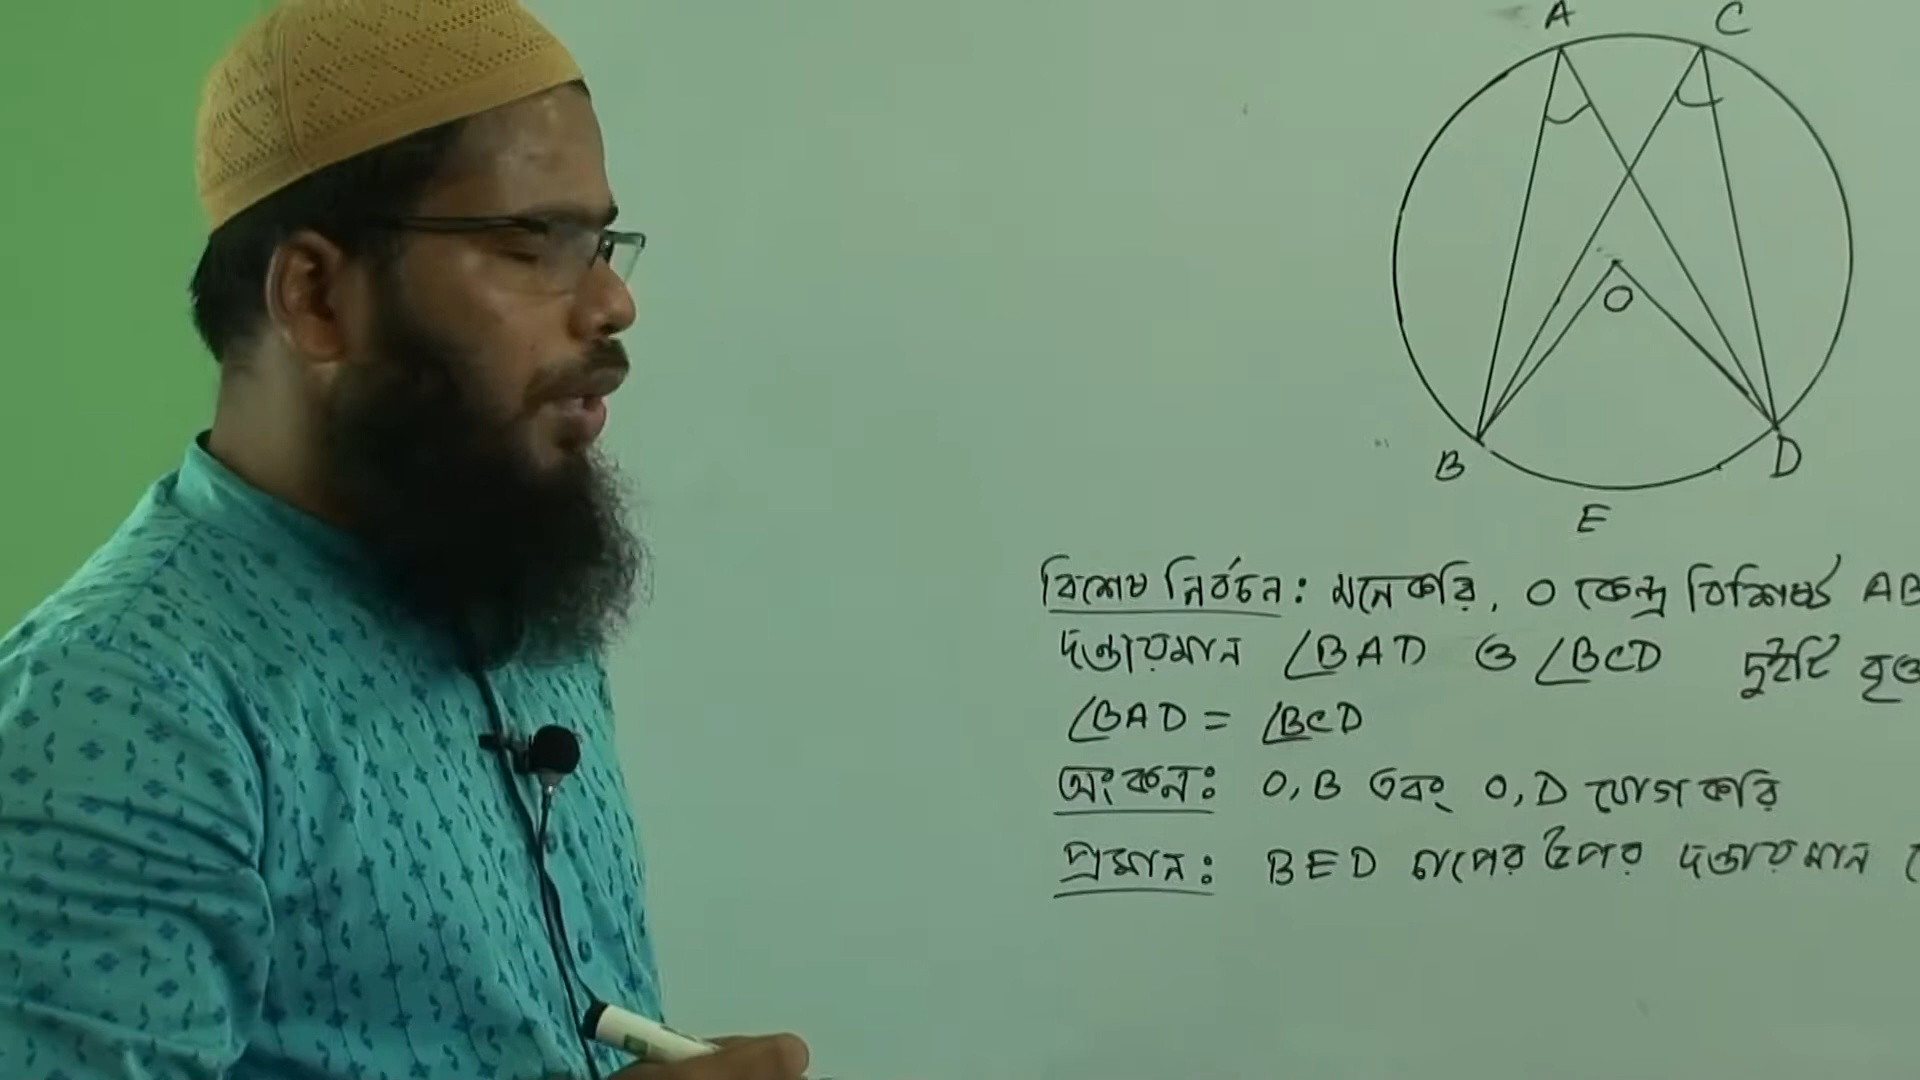 A C
O
B D
E
বিশেষ নির্বচন: মনেকরি, O কেন্দ্র বিশিষ্ট AB
দণ্ডায়মান ∠BAD ও ∠BCD দুইটি বৃত্ত
∠BAD = ∠BCD
অংকন: O, B এবং O, D যোগ করি
প্রমান: BED চাপের উপর দণ্ডায়মান